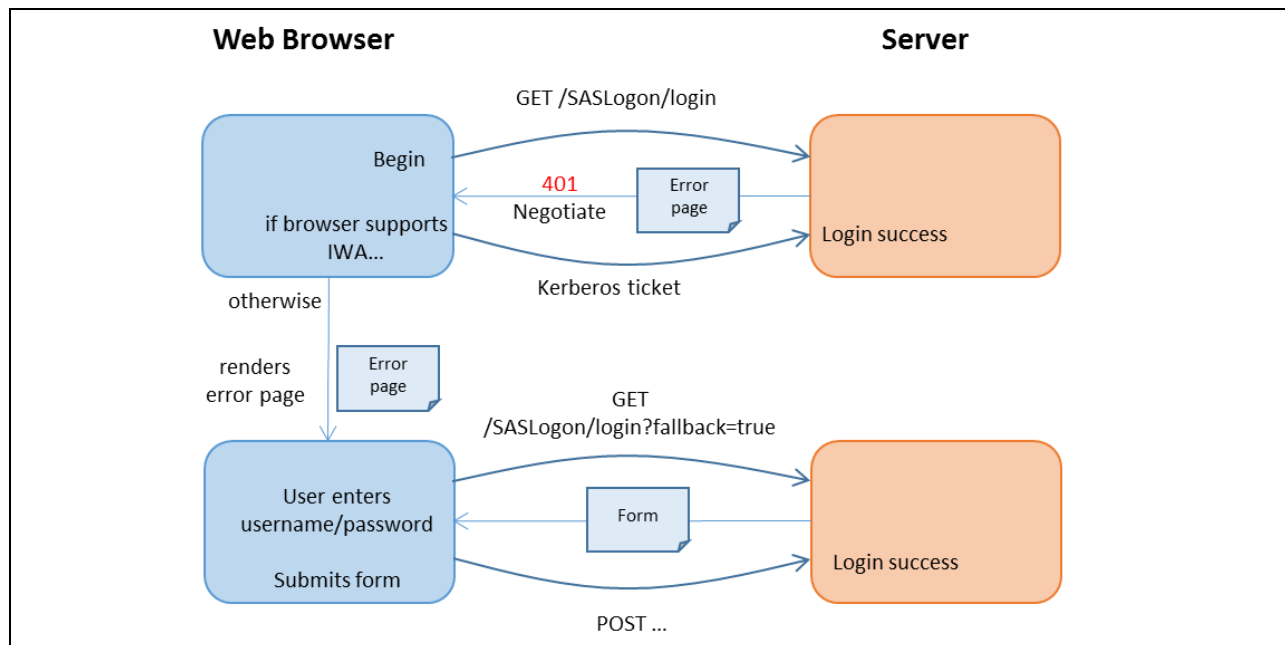 Web Browser
Server
GET /SASLogon/login
Begin
401
Negotiate
Error
page
if browser supports
IWA...
Login success
Kerberos ticket
otherwise
renders
error page
Error
page
GET
/SASLogon/login?fallback=true
User enters
username/password
Form
Submits form
Login success
POST ...